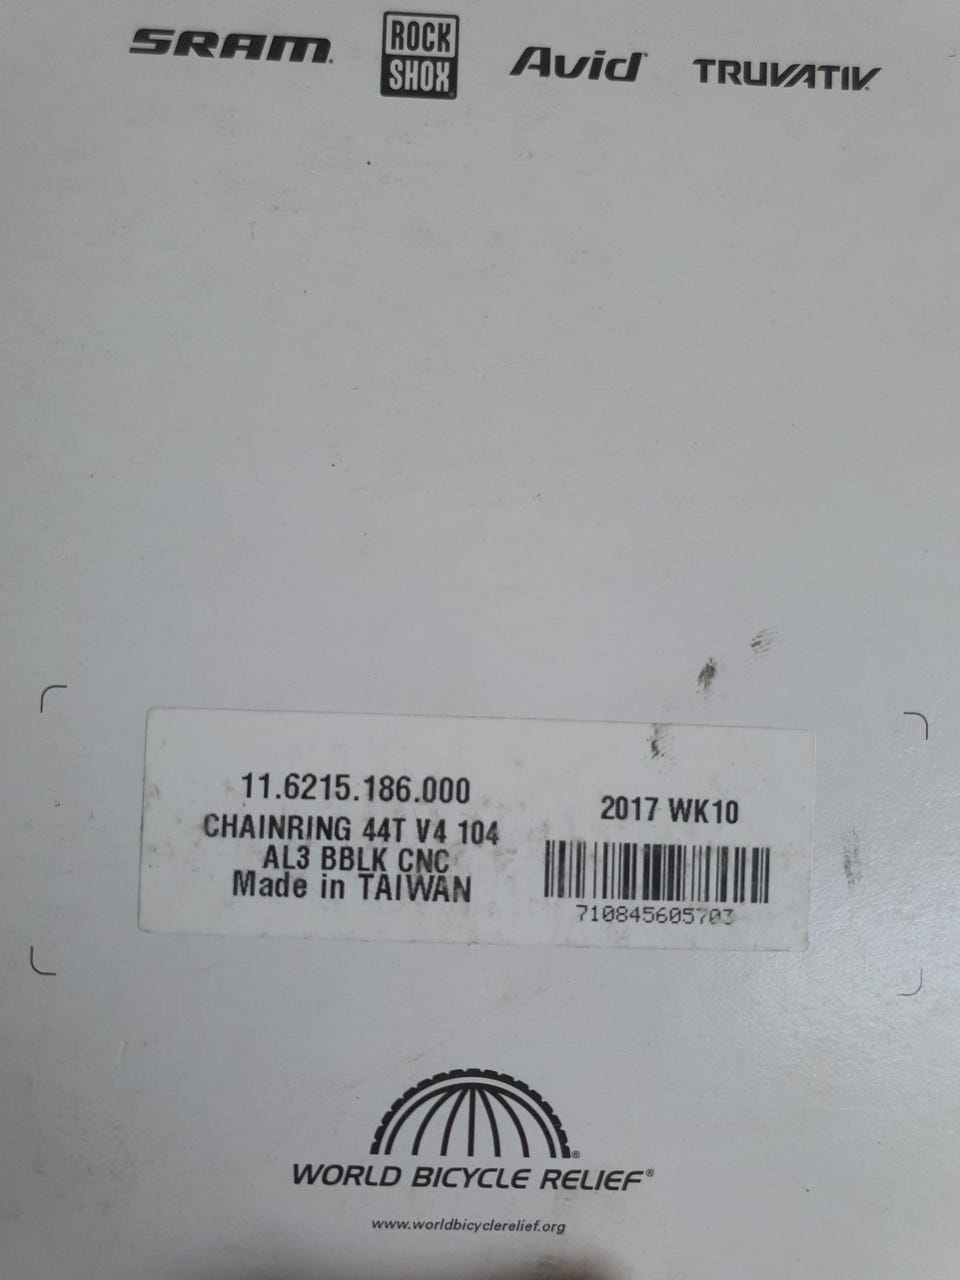 SRAM.
ROCK
SHOX
Avid
TRUVATIV
11.6215.186.000
CHAINRING 44T V4 104
AL3 BBLK CNC
Made in TAIWAN
2017 WK10
710845605703
®
WORLD BICYCLE RELIEF®
www.worldbicyclerelief.org